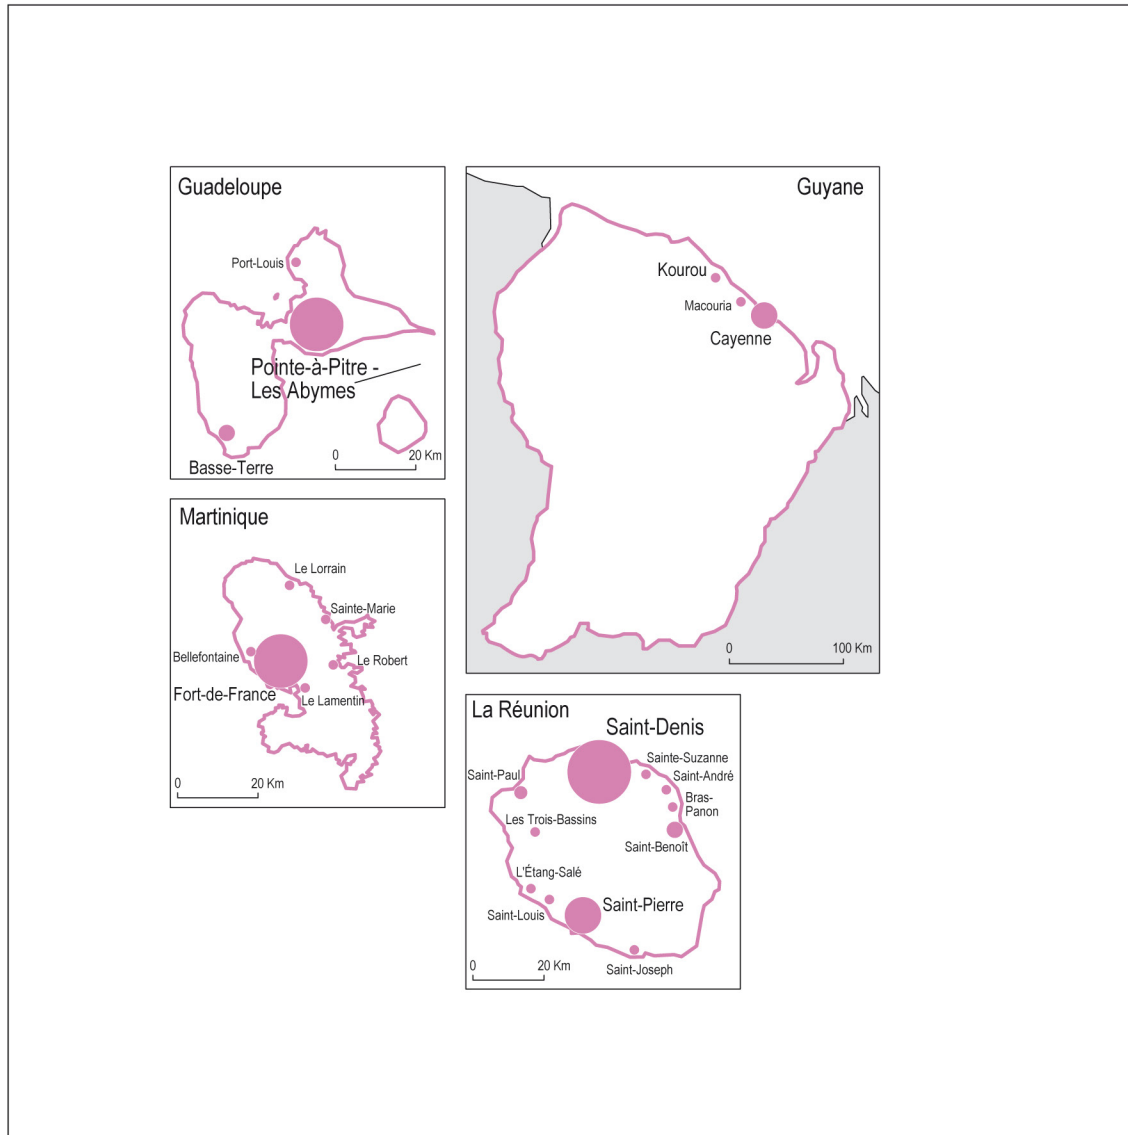 Guadeloupe
Port-Louis
Pointe-à-Pitre -
Les Abymes
Basse-Terre
0
20 Km
Guyane
Kourou
Macouria
Cayenne
0
100 Km
Martinique
Le Lorrain
Sainte-Marie
Bellefontaine
Le Robert
Fort-de-France
Le Lamentin
0
20 Km
La Réunion
Saint-Denis
Sainte-Suzanne
Saint-Paul
Saint-André
Bras-
Panon
Les Trois-Bassins
Saint-Benoît
L'Étang-Salé
Saint-Louis
Saint-Pierre
Saint-Joseph
0
20 Km